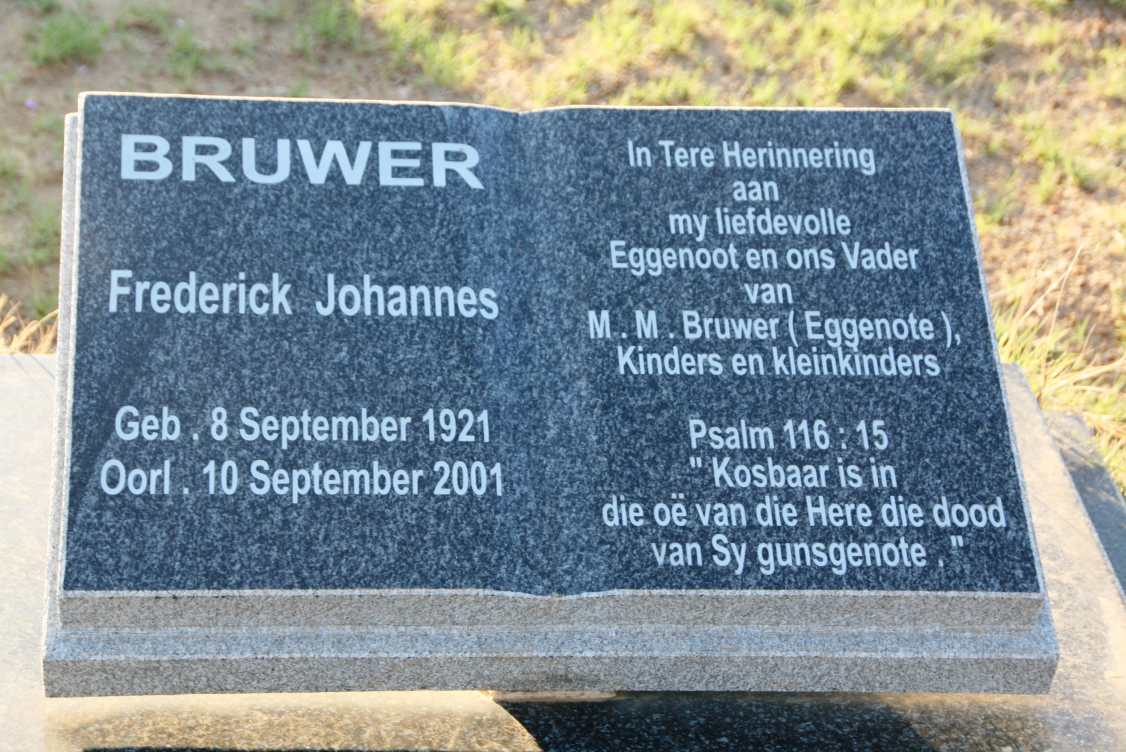 BRUWER
Frederick Johannes
Geb . 8 September 1921
Oorl . 10 September 2001
In Tere Herinnering
aan
my liefdevolle
Eggenoot en ons Vader
van
M . M . Bruwer ( Eggenote ),
Kinders en kleinkinders
Psalm 116 : 15
" Kosbaar is in
die oë van die Here die dood
van Sy gunsgenote . "